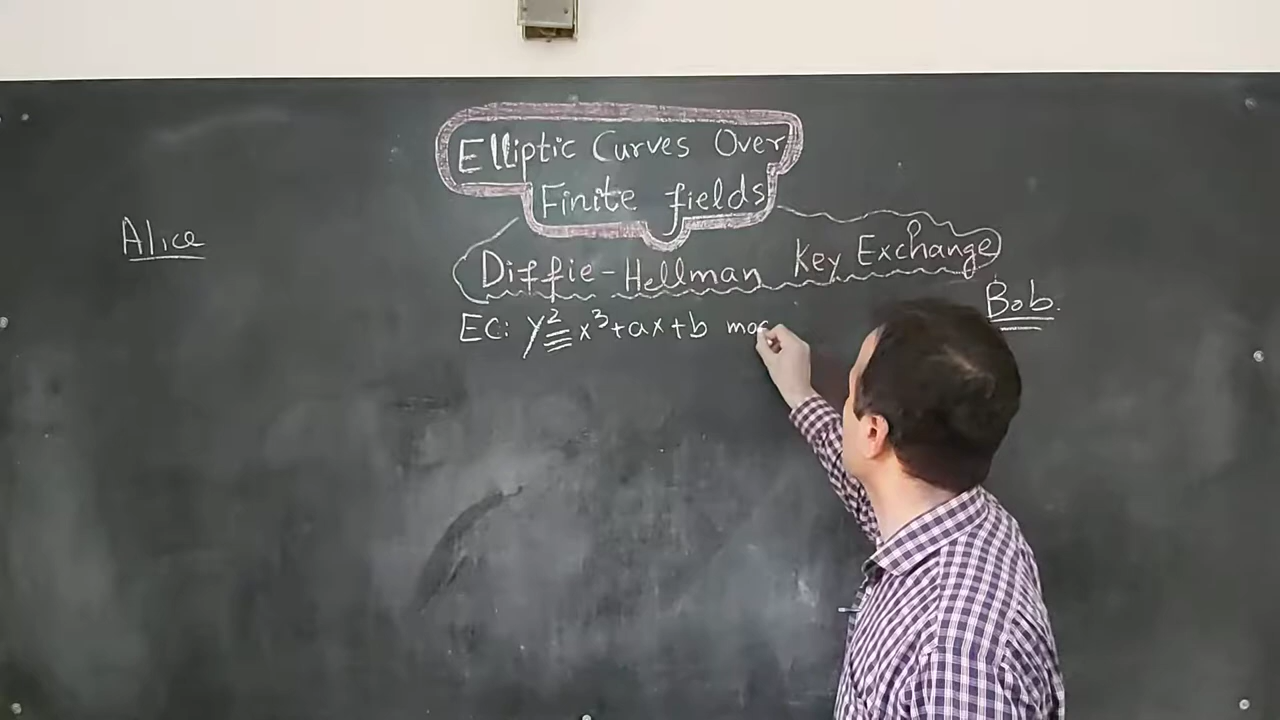 Elliptic Curves Over
Finite fields
Alice
Diffie-Hellman Key Exchange
Bob.
EC: y² ≡ x³+ax+b